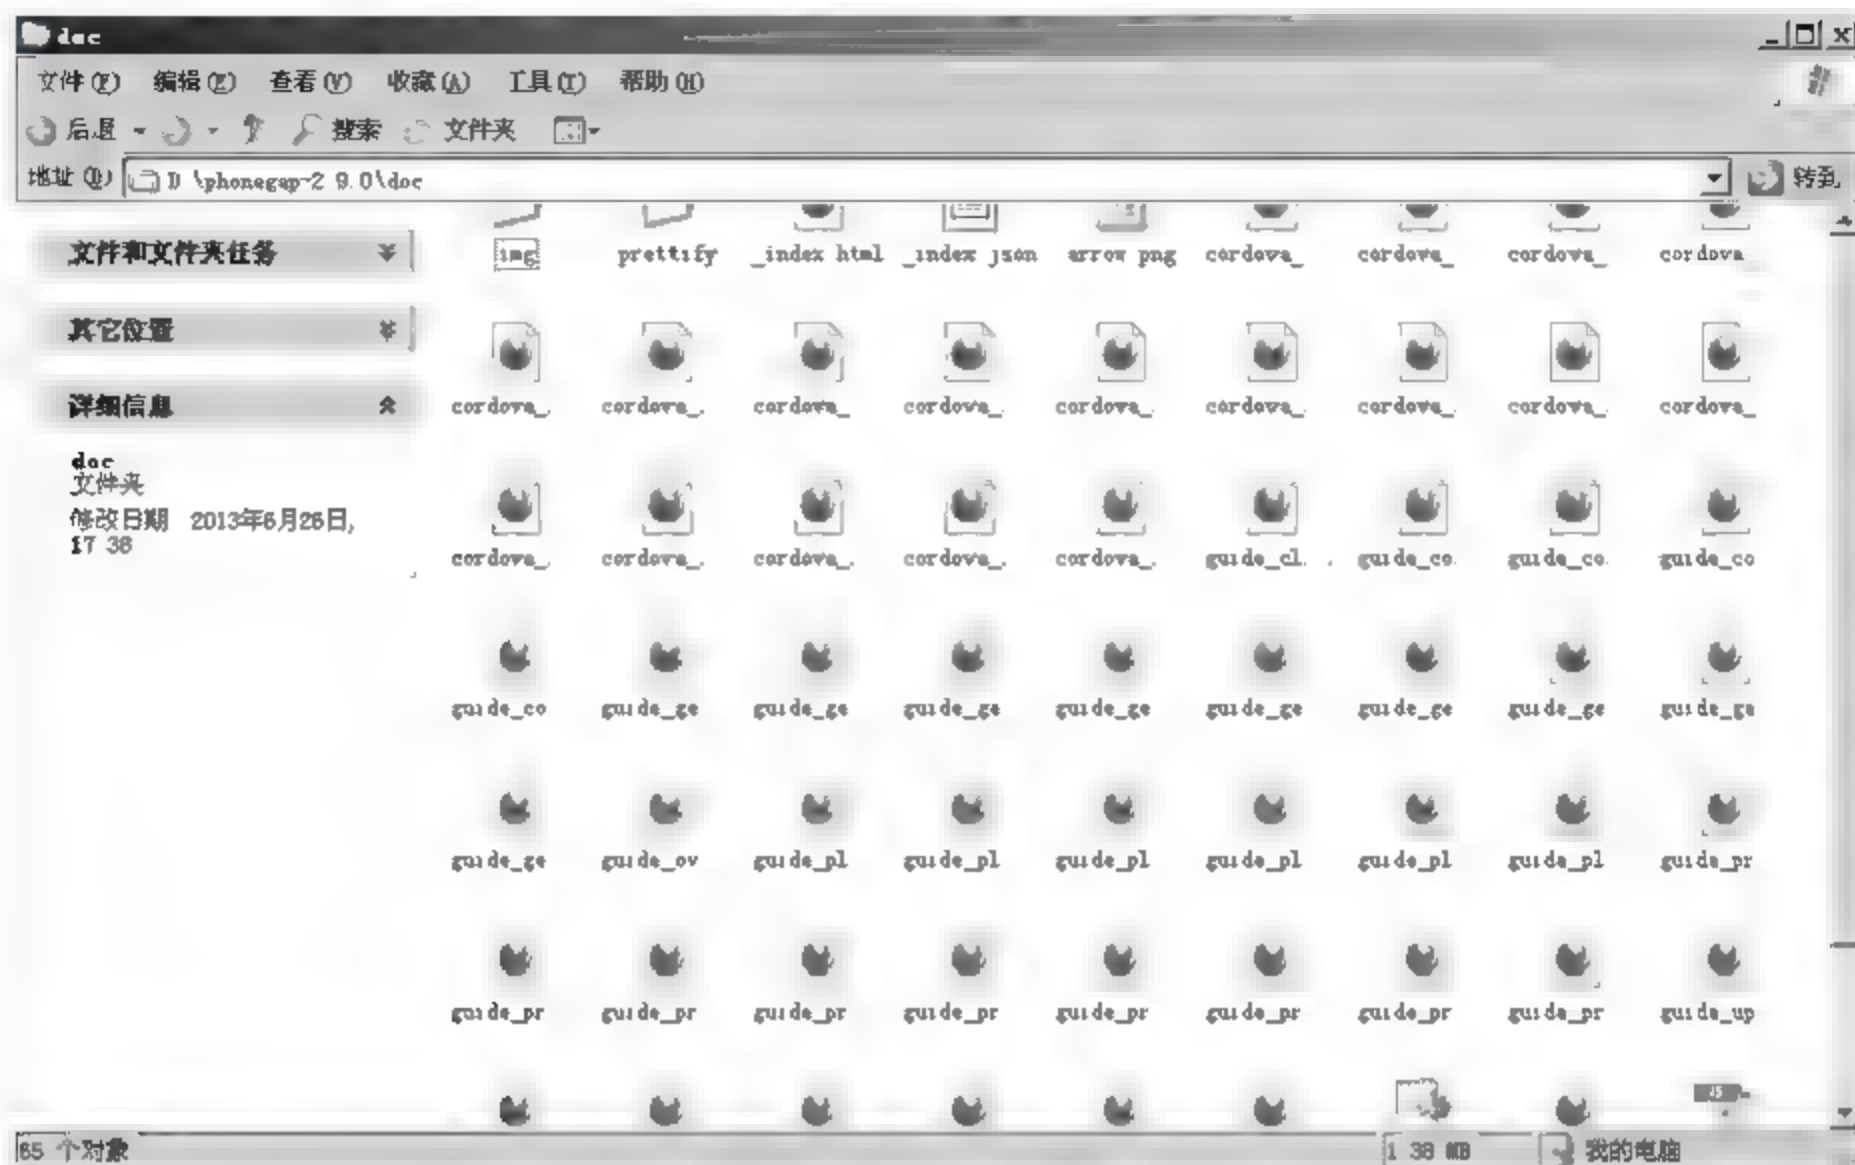 doc
文件(F) 编辑(E) 查看(V) 收藏(A) 工具(T) 帮助(H)
后退 搜索 文件夹
地址(D) D \phonegap-2 9.0\doc 转到
文件和文件夹任务
其它位置
详细信息
doc
文件夹
修改日期 2013年6月26日,
17 38
img prettify _index html _index json arrow png cordova_ cordova_ cordova_ cordova
cordova_. cordova_. cordova_ cordova_. cordova_. cordova_. cordova_. cordova_. cordova_
cordova_. cordova_. cordova_. cordova_. cordova_. guide_cl. . guide_co. guide_co. guide_co
guide_co guide_ge guide_ge guide_ge guide_ge guide_ge guide_ge guide_ge guide_ge
guide_ge guide_ov guide_pl guide_pl guide_pl guide_pl guide_pl guide_pl guide_pr
guide_pr guide_pr guide_pr guide_pr guide_pr guide_pr guide_pr guide_pr guide_up
JS
65 个对象 1 38 MB 我的电脑